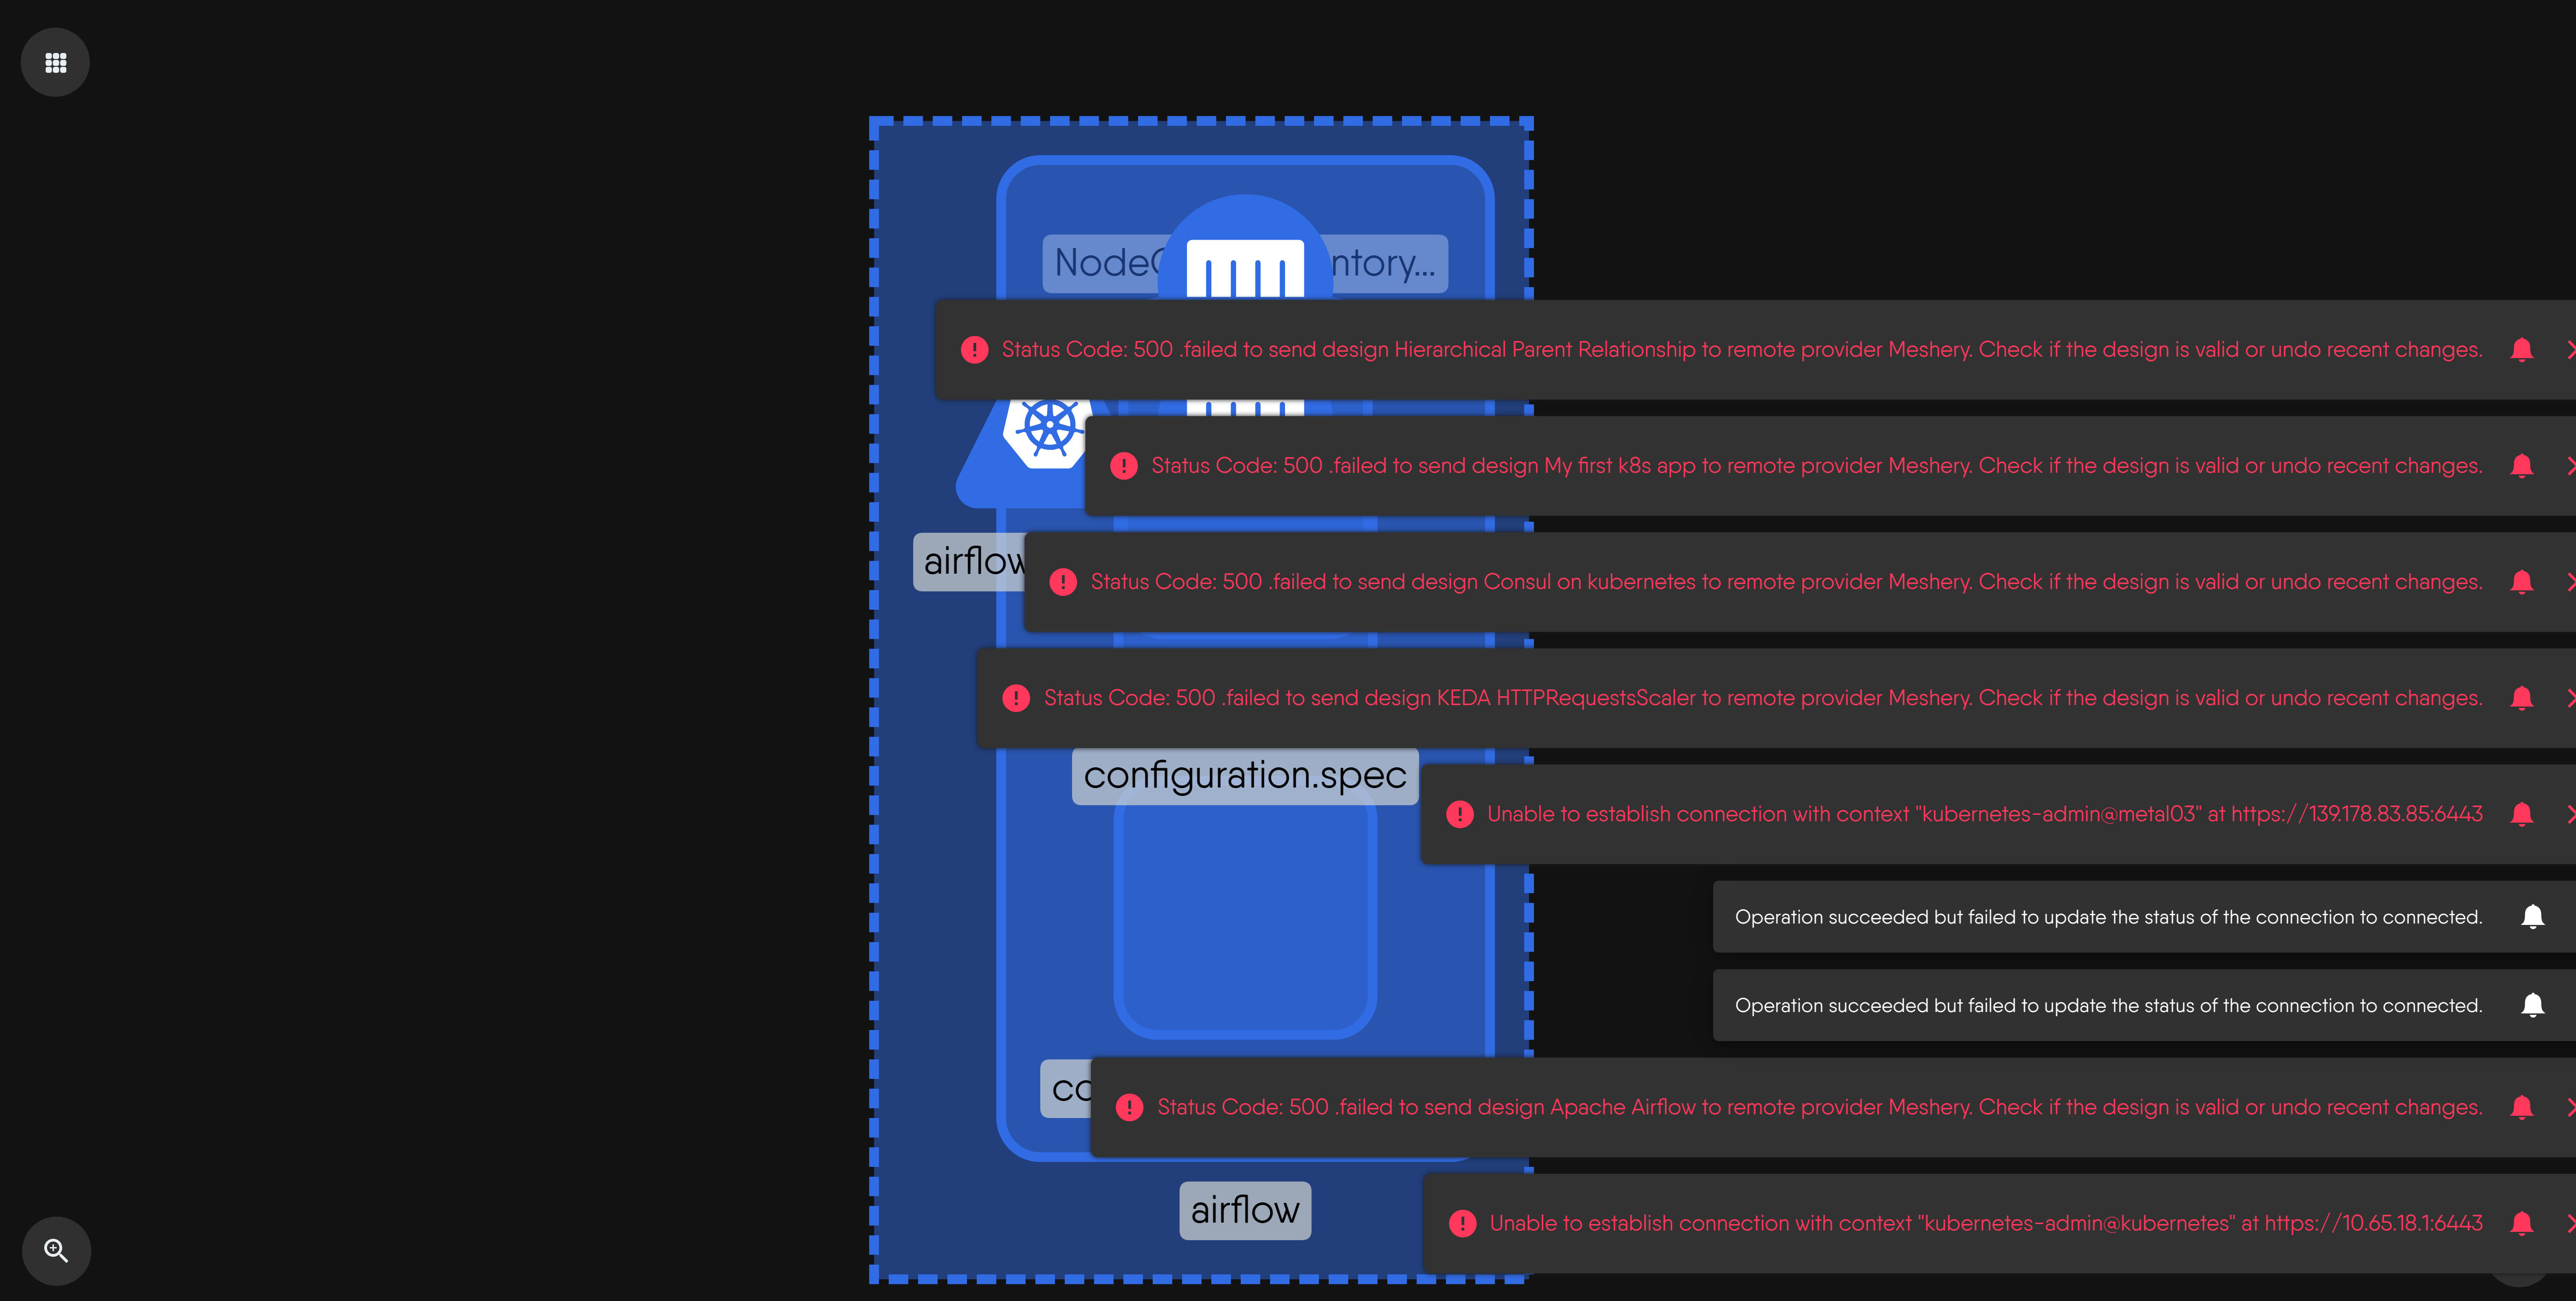 NodeC
ntory...
Status Code: 500 .failed to send design Hierarchical Parent Relationship to remote provider Meshery. Check if the design is valid or undo recent changes.
Status Code: 500 .failed to send design My first k8s app to remote provider Meshery. Check if the design is valid or undo recent changes.
airflow
Status Code: 500 .failed to send design Consul on kubernetes to remote provider Meshery. Check if the design is valid or undo recent changes.
Status Code: 500 .failed to send design KEDA HTTPRequestsScaler to remote provider Meshery. Check if the design is valid or undo recent changes.
configuration.spec
Unable to establish connection with context "kubernetes-admin@metal03" at https://139.178.83.85:6443
Operation succeeded but failed to update the status of the connection to connected.
Operation succeeded but failed to update the status of the connection to connected.
co
Status Code: 500 .failed to send design Apache Airflow to remote provider Meshery. Check if the design is valid or undo recent changes.
airflow
Unable to establish connection with context "kubernetes-admin@kubernetes" at https://10.65.18.1:6443